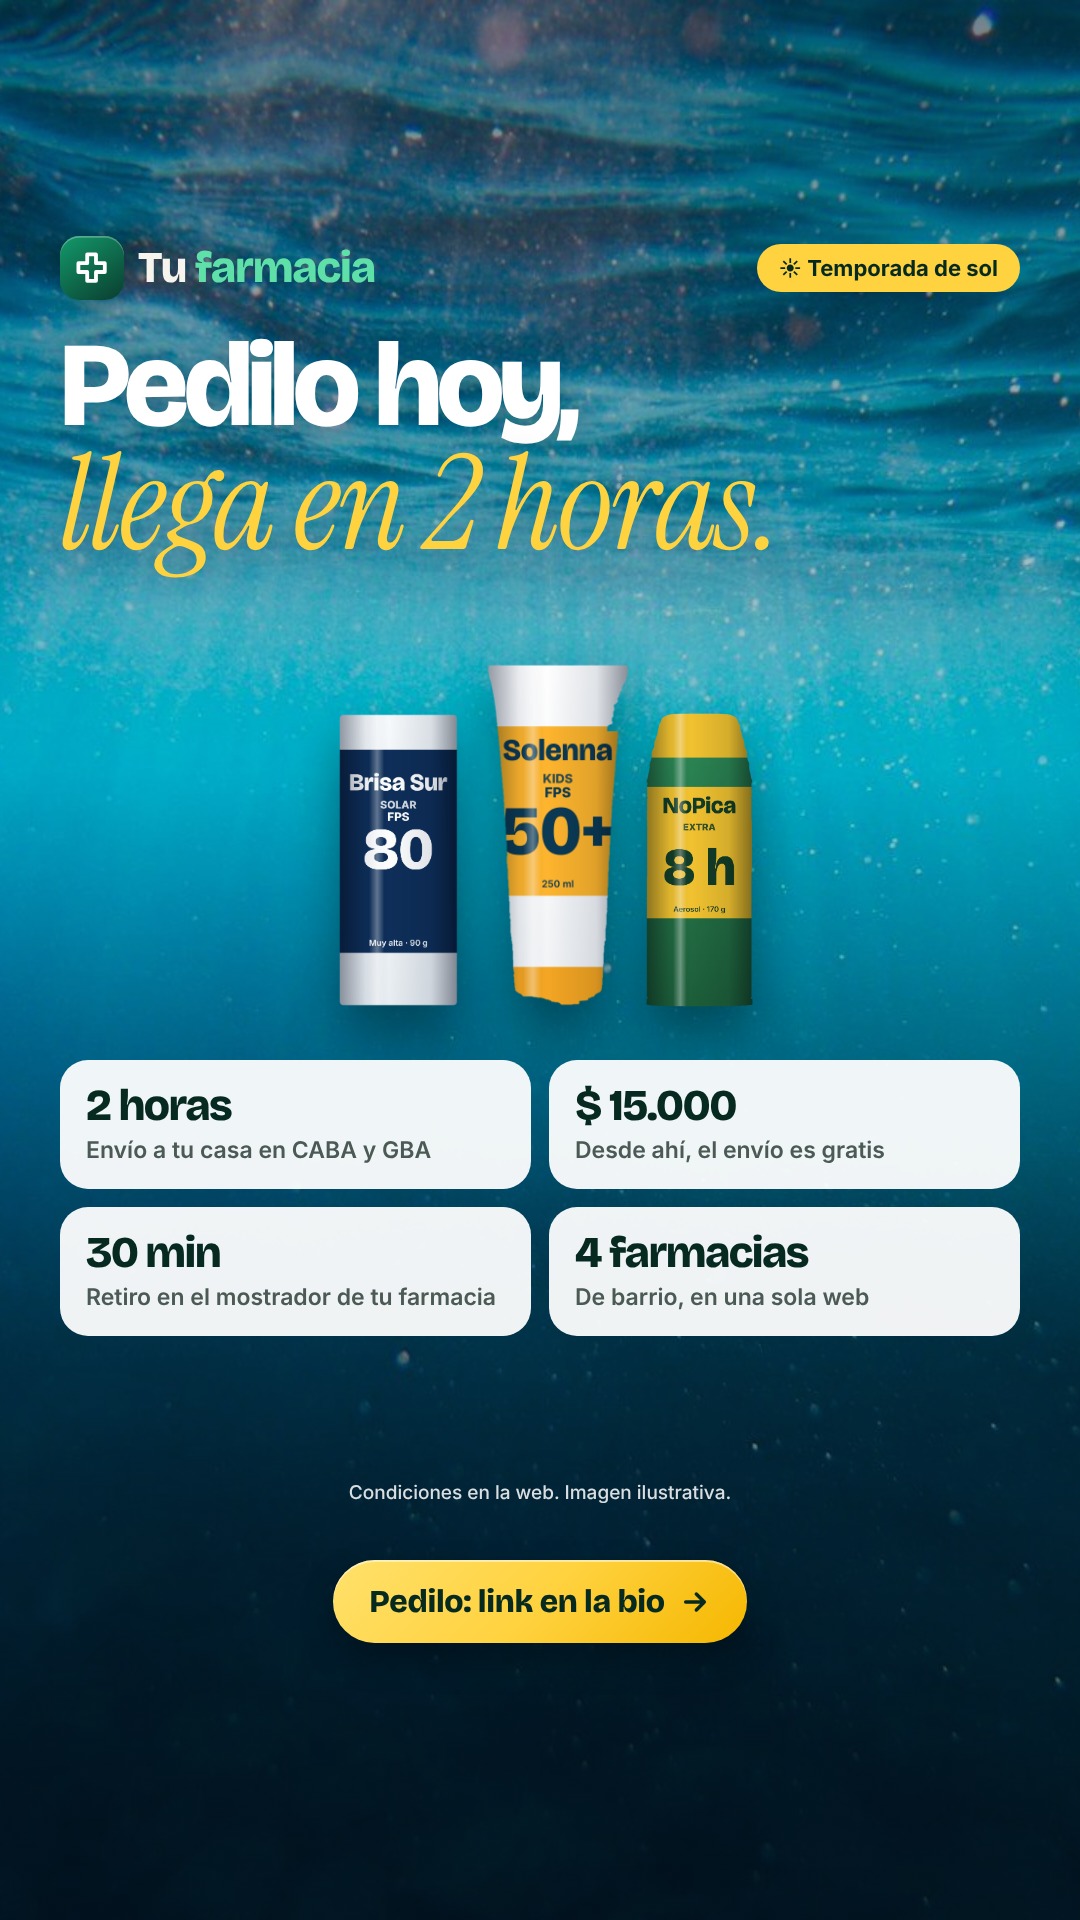 Tu farmacia
☀ Temporada de sol
Pedilo hoy,
llega en 2 horas.
Brisa Sur
SOLAR
FPS
80
Muy alta · 90 g
Solenna
KIDS
FPS
50+
250 ml
NoPica
EXTRA
8 h
Aerosol · 170 g
2 horas
Envío a tu casa en CABA y GBA
$ 15.000
Desde ahí, el envío es gratis
30 min
Retiro en el mostrador de tu farmacia
4 farmacias
De barrio, en una sola web
Condiciones en la web. Imagen ilustrativa.
Pedilo: link en la bio →